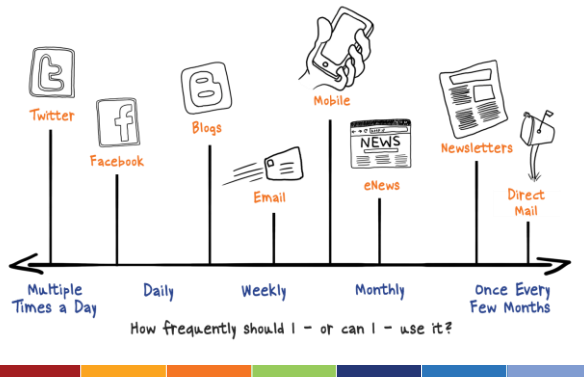 Twitter
Facebook
Blogs
Email
Mobile
NEWS
eNews
Newsletters
Direct
Mail
Multiple
Times a Day
Daily
Weekly
Monthly
Once Every
Few Months
How frequently should I - or can I - use it?